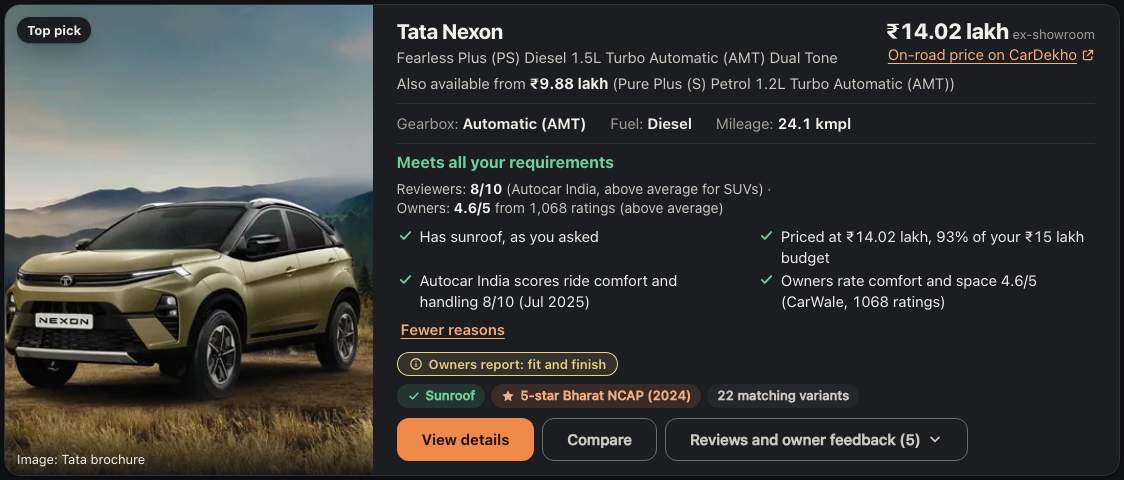 Top pick
Tata Nexon
₹14.02 lakh ex-showroom
Fearless Plus (PS) Diesel 1.5L Turbo Automatic (AMT) Dual Tone
On-road price on CarDekho
Also available from ₹9.88 lakh (Pure Plus (S) Petrol 1.2L Turbo Automatic (AMT))
Gearbox: Automatic (AMT) Fuel: Diesel Mileage: 24.1 kmpl
Meets all your requirements
Reviewers: 8/10 (Autocar India, above average for SUVs) ·
Owners: 4.6/5 from 1,068 ratings (above average)
Has sunroof, as you asked
Priced at ₹14.02 lakh, 93% of your ₹15 lakh
budget
Autocar India scores ride comfort and
handling 8/10 (Jul 2025)
Owners rate comfort and space 4.6/5
(CarWale, 1068 ratings)
Fewer reasons
Owners report: fit and finish
Sunroof
5-star Bharat NCAP (2024)
22 matching variants
View details
Compare
Reviews and owner feedback (5)
NEXON
Image: Tata brochure